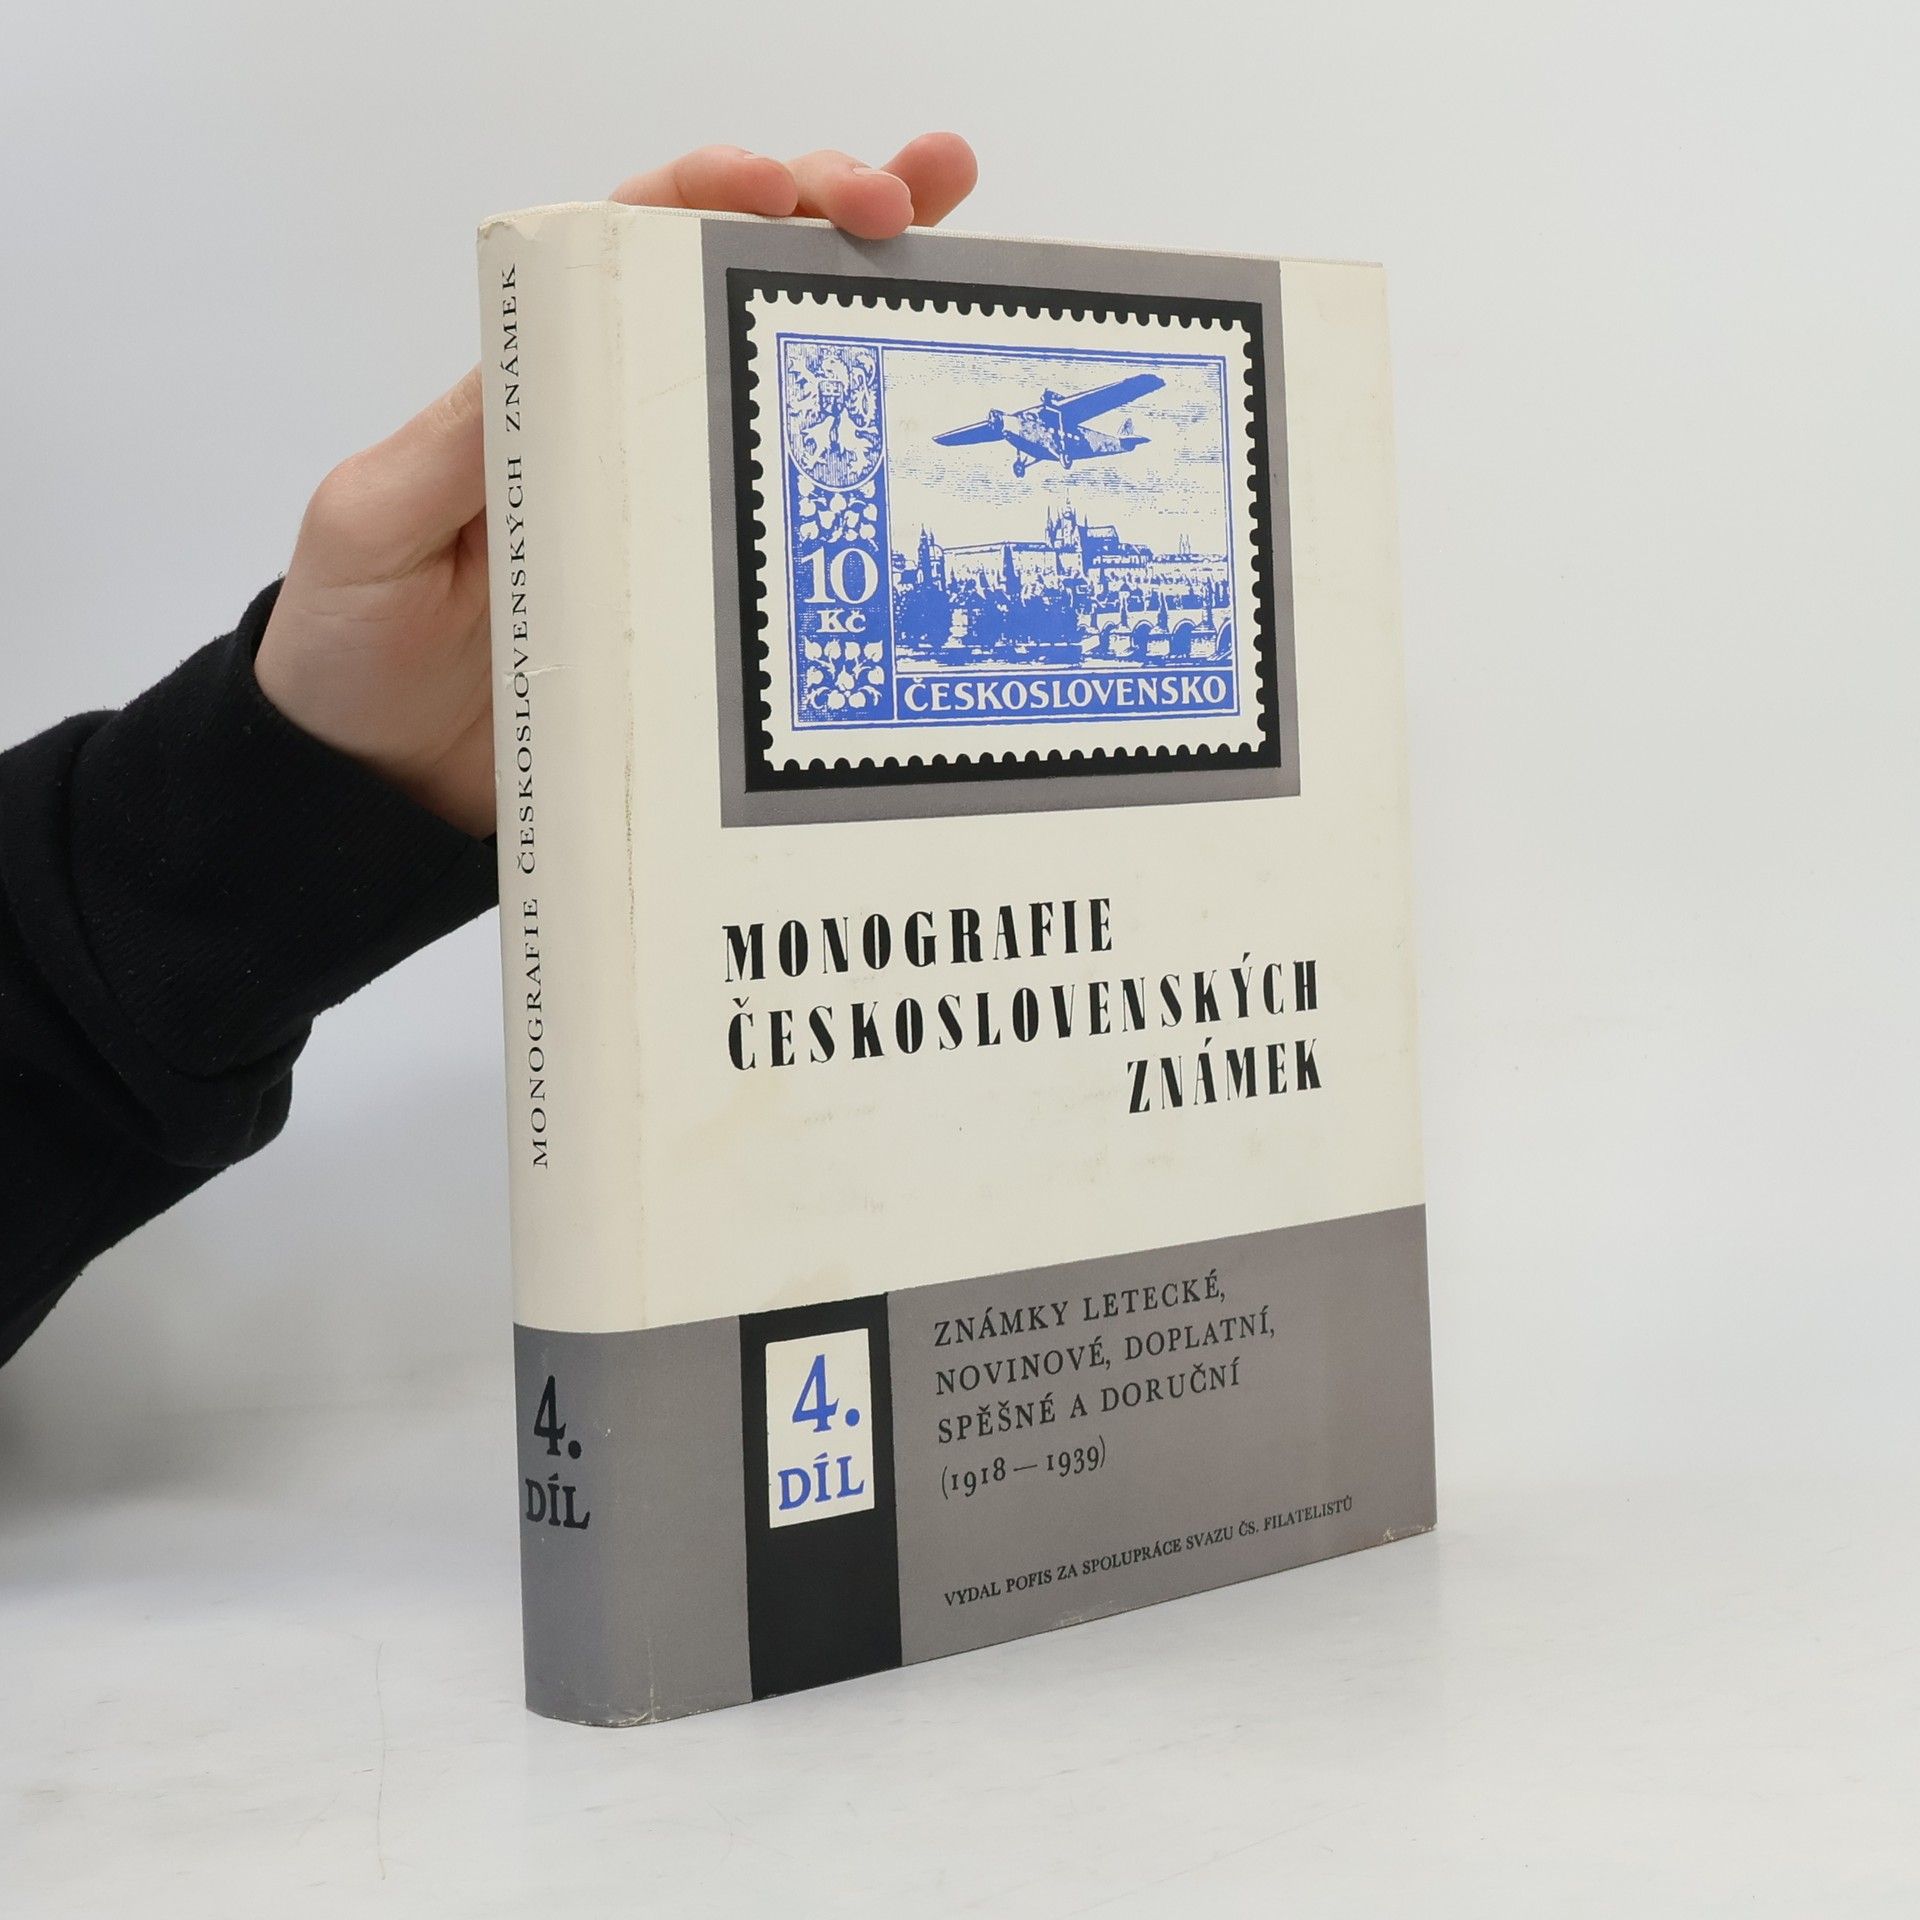 MONOGRAFIE ČESKOSLOVENSKÝCH ZNÁMEK
4.
DÍL
10
Kč
ČESKOSLOVENSKO
MONOGRAFIE
ČESKOSLOVENSKÝCH
ZNÁMEK
4.
DÍL
ZNÁMKY LETECKÉ,
NOVINOVÉ, DOPLATNÍ,
SPĚŠNÉ A DORUČNÍ
(1918 — 1939)
VYDAL POFIS ZA SPOLUPRÁCE SVAZU ČS. FILATELISTŮ